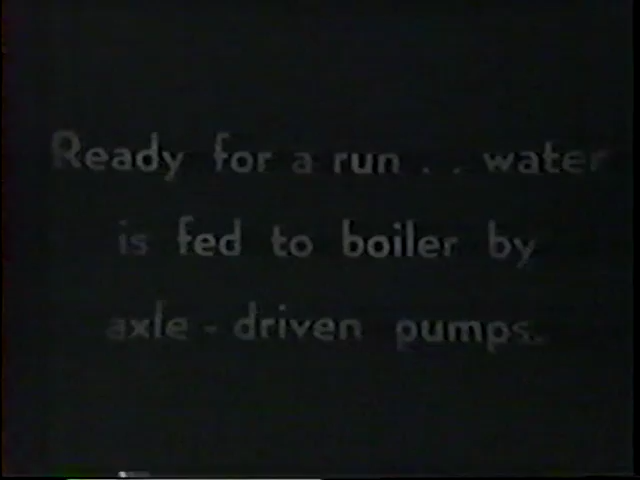 Ready for a run . . water
is fed to boiler by
axle - driven pumps.